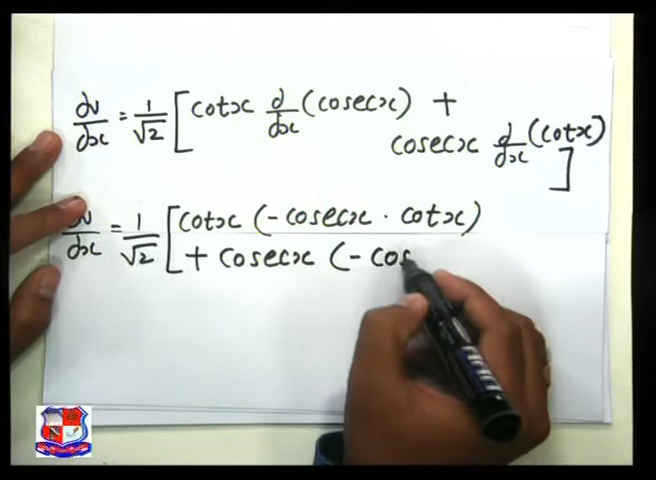 dv/dx = 1/√2 [cotx d/dx (cosecx) +
cosecx d/dx (cotx)]
dv/dx = 1/√2 [cotx (-cosecx · cotx)
+ cosecx (- cos